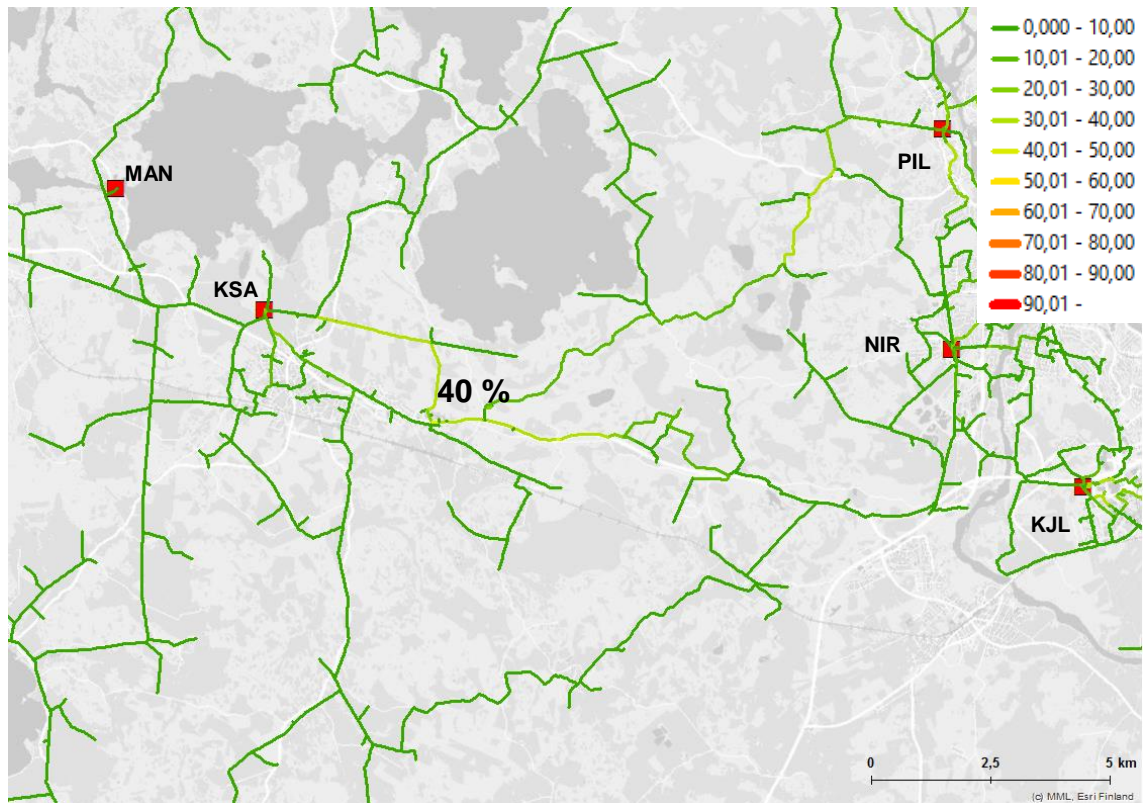 0,000 - 10,00
10,01 - 20,00
20,01 - 30,00
30,01 - 40,00
40,01 - 50,00
50,01 - 60,00
60,01 - 70,00
70,01 - 80,00
80,01 - 90,00
90,01 -
PIL
MAN
KSA
NIR
40 %
KJL
0 2,5 5 km
(c) MML, Esri Finland